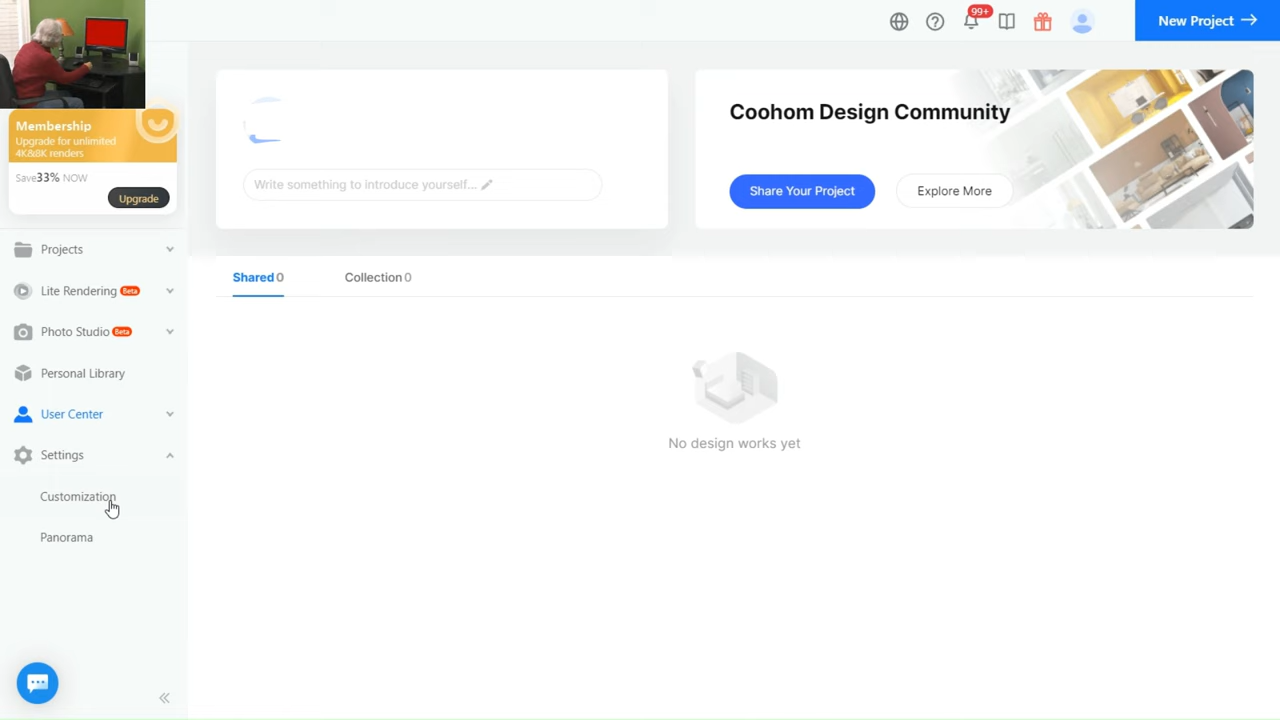 99+
New Project
Membership
Upgrade for unlimited
4K&8K renders
Save33% NOW
Upgrade
Coohom Design Community
Write something to introduce yourself...
Share Your Project
Explore More
Projects
Lite Rendering Beta
Photo Studio Beta
Personal Library
User Center
Settings
Customization
Panorama
Shared 0
Collection 0
No design works yet